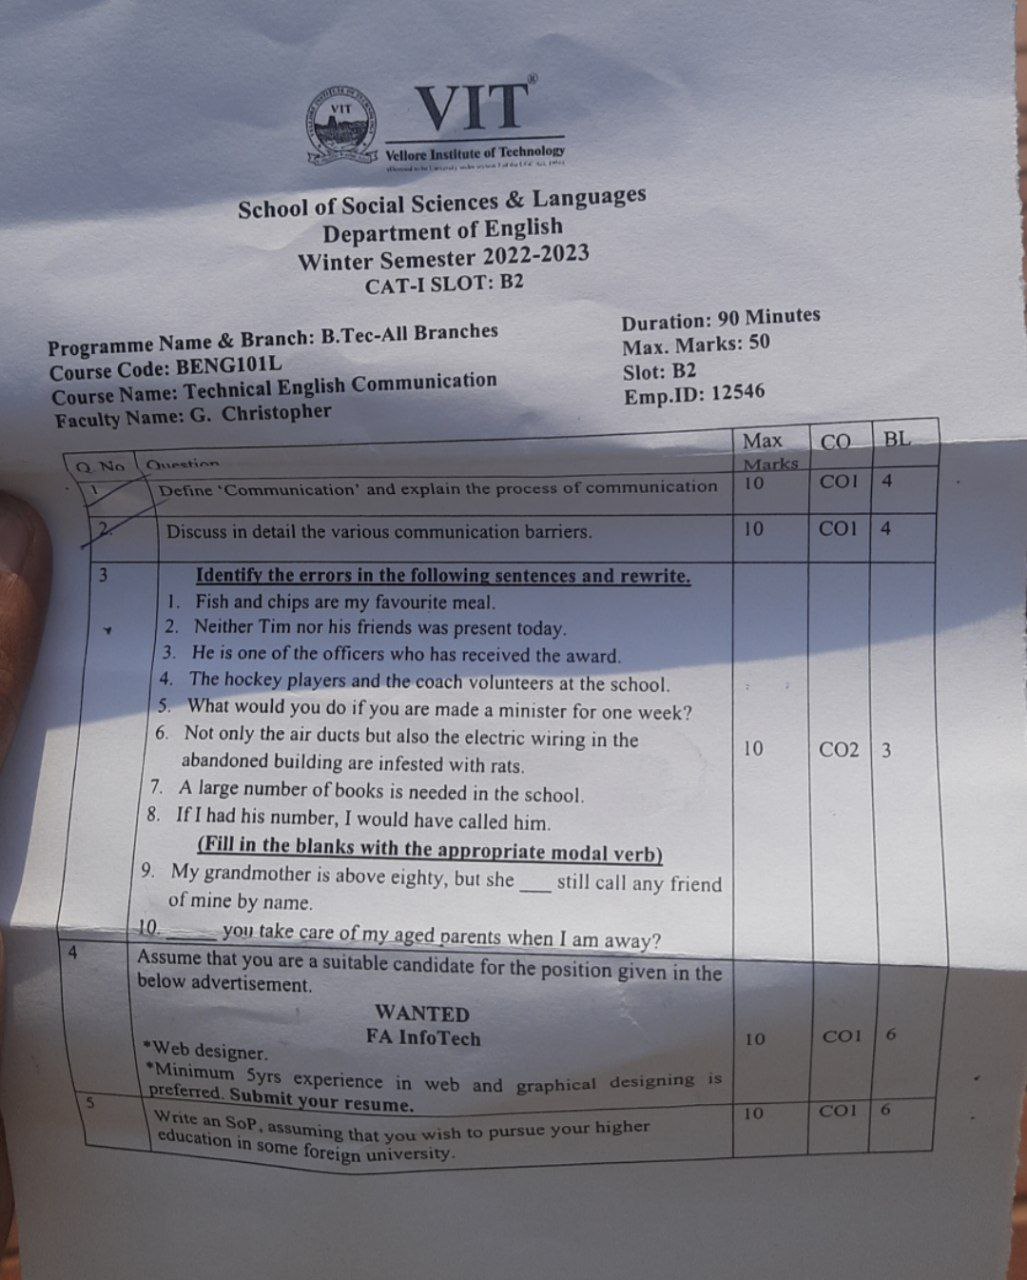 VIT
VIT®
Vellore Institute of Technology
School of Social Sciences & Languages
Department of English
Winter Semester 2022-2023
CAT-I SLOT: B2
Programme Name & Branch: B.Tec-All Branches
Course Code: BENG101L
Course Name: Technical English Communication
Faculty Name: G. Christopher
Duration: 90 Minutes
Max. Marks: 50
Slot: B2
Emp.ID: 12546
Q. No Question Max Marks CO BL
1 Define ‘Communication’ and explain the process of communication 10 CO1 4
2. Discuss in detail the various communication barriers. 10 CO1 4
3 Identify the errors in the following sentences and rewrite.
1. Fish and chips are my favourite meal.
2. Neither Tim nor his friends was present today.
3. He is one of the officers who has received the award.
4. The hockey players and the coach volunteers at the school.
5. What would you do if you are made a minister for one week?
6. Not only the air ducts but also the electric wiring in the
abandoned building are infested with rats. 10 CO2 3
7. A large number of books is needed in the school.
8. If I had his number, I would have called him.
(Fill in the blanks with the appropriate modal verb)
9. My grandmother is above eighty, but she ___ still call any friend
of mine by name.
10. _____ you take care of my aged parents when I am away?
4 Assume that you are a suitable candidate for the position given in the
below advertisement.
WANTED
FA InfoTech
*Web designer. 10 CO1 6
*Minimum 5yrs experience in web and graphical designing is
preferred. Submit your resume.
5 Write an SoP, assuming that you wish to pursue your higher 10 CO1 6
education in some foreign university.